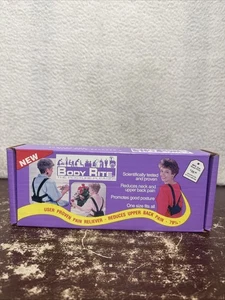 NEW
BODY RITE
Scientifically tested
and proven
Reduces neck and
upper back pain
Promotes good posture
One size fits all
USER PROVEN PAIN RELIEVER - REDUCES UPPER BACK PAIN - 79%